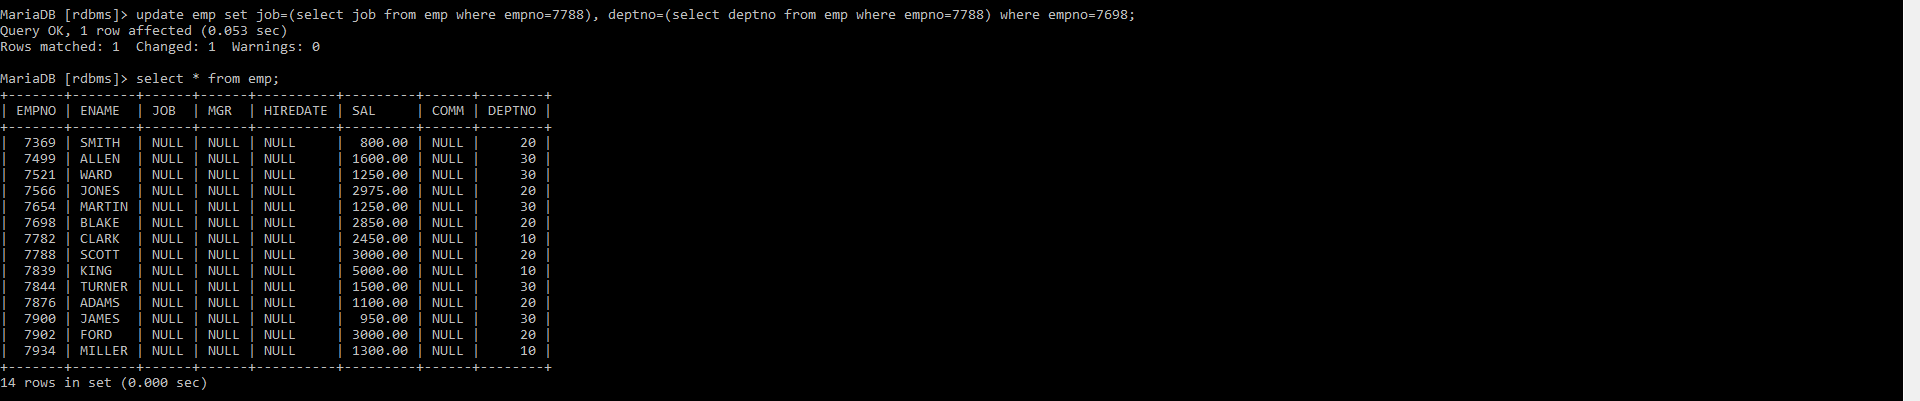 MariaDB [rdbms]> update emp set job=(select job from emp where empno=7788), deptno=(select deptno from emp where empno=7788) where empno=7698;
Query OK, 1 row affected (0.053 sec)
Rows matched: 1  Changed: 1  Warnings: 0

MariaDB [rdbms]> select * from emp;
+-------+--------+------+------+----------+---------+------+--------+
| EMPNO | ENAME  | JOB  | MGR  | HIREDATE | SAL     | COMM | DEPTNO |
+-------+--------+------+------+----------+---------+------+--------+
|  7369 | SMITH  | NULL | NULL | NULL     |  800.00 | NULL |     20 |
|  7499 | ALLEN  | NULL | NULL | NULL     | 1600.00 | NULL |     30 |
|  7521 | WARD   | NULL | NULL | NULL     | 1250.00 | NULL |     30 |
|  7566 | JONES  | NULL | NULL | NULL     | 2975.00 | NULL |     20 |
|  7654 | MARTIN | NULL | NULL | NULL     | 1250.00 | NULL |     30 |
|  7698 | BLAKE  | NULL | NULL | NULL     | 2850.00 | NULL |     20 |
|  7782 | CLARK  | NULL | NULL | NULL     | 2450.00 | NULL |     10 |
|  7788 | SCOTT  | NULL | NULL | NULL     | 3000.00 | NULL |     20 |
|  7839 | KING   | NULL | NULL | NULL     | 5000.00 | NULL |     10 |
|  7844 | TURNER | NULL | NULL | NULL     | 1500.00 | NULL |     30 |
|  7876 | ADAMS  | NULL | NULL | NULL     | 1100.00 | NULL |     20 |
|  7900 | JAMES  | NULL | NULL | NULL     |  950.00 | NULL |     30 |
|  7902 | FORD   | NULL | NULL | NULL     | 3000.00 | NULL |     20 |
|  7934 | MILLER | NULL | NULL | NULL     | 1300.00 | NULL |     10 |
+-------+--------+------+------+----------+---------+------+--------+
14 rows in set (0.000 sec)